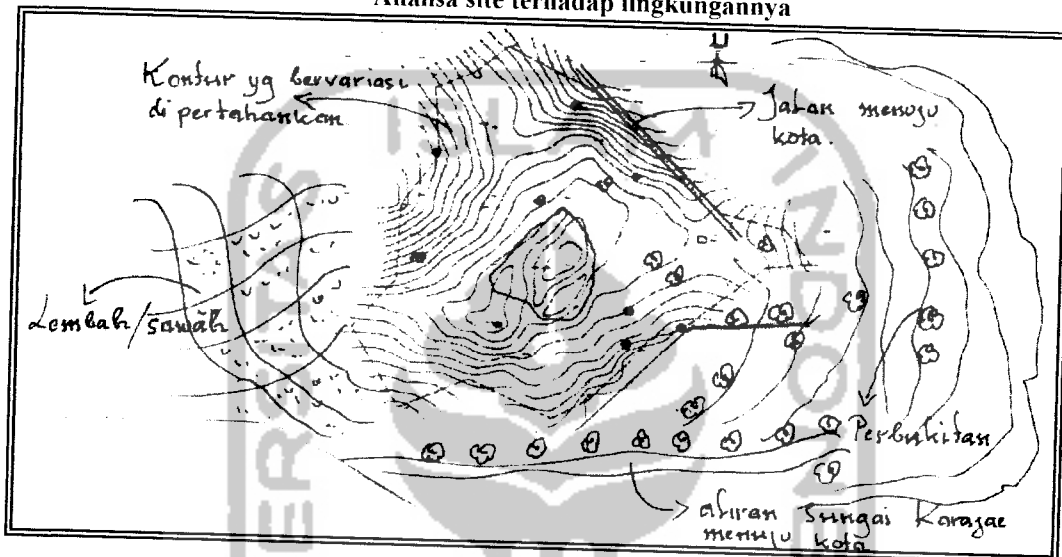 Analisa site terhadap lingkungannya
U
Kontur yg bervariasi
di pertahankan
Jalan menuju
kota.
Lembah/sawah
Perbukitan
aliran Sungai Karajae
menuju kota
ISLAM